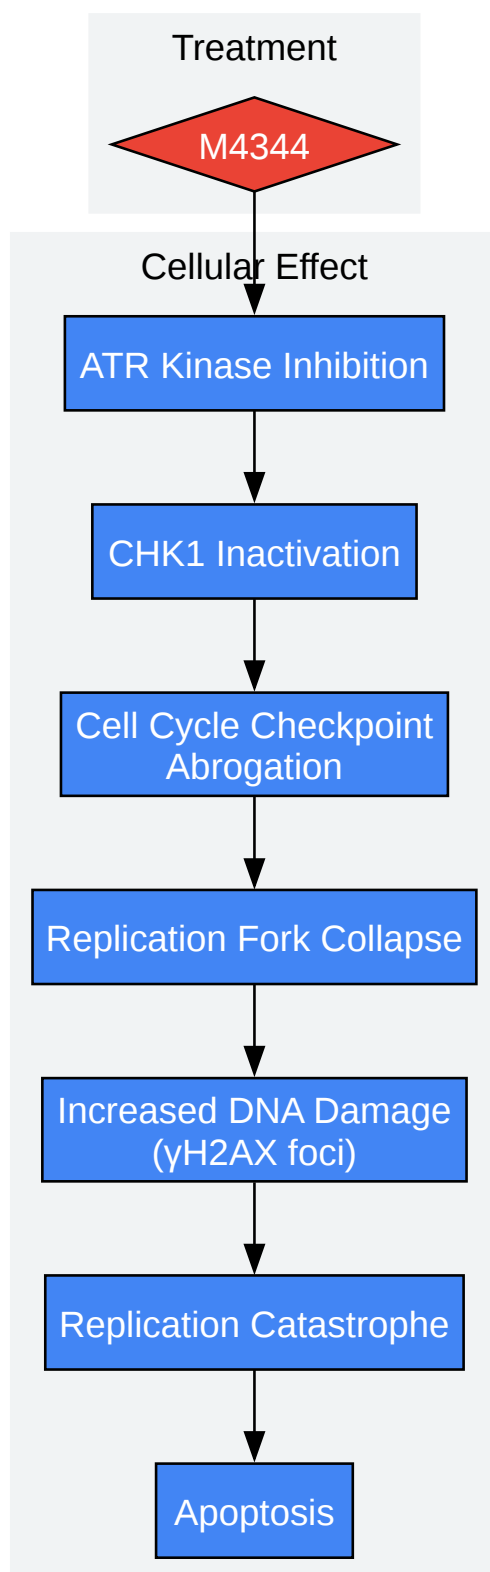 Treatment
M4344
Cellular Effect
ATR Kinase Inhibition
CHK1 Inactivation
Cell Cycle Checkpoint
Abrogation
Replication Fork Collapse
Increased DNA Damage
(γH2AX foci)
Replication Catastrophe
Apoptosis